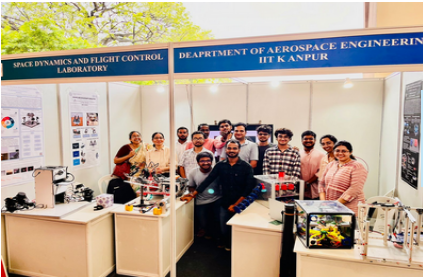 SPACE DYNAMICS AND FLIGHT CONTROL
LABORATORY
DEAPRTMENT OF AEROSPACE ENGINEERIN
IIT K ANPUR